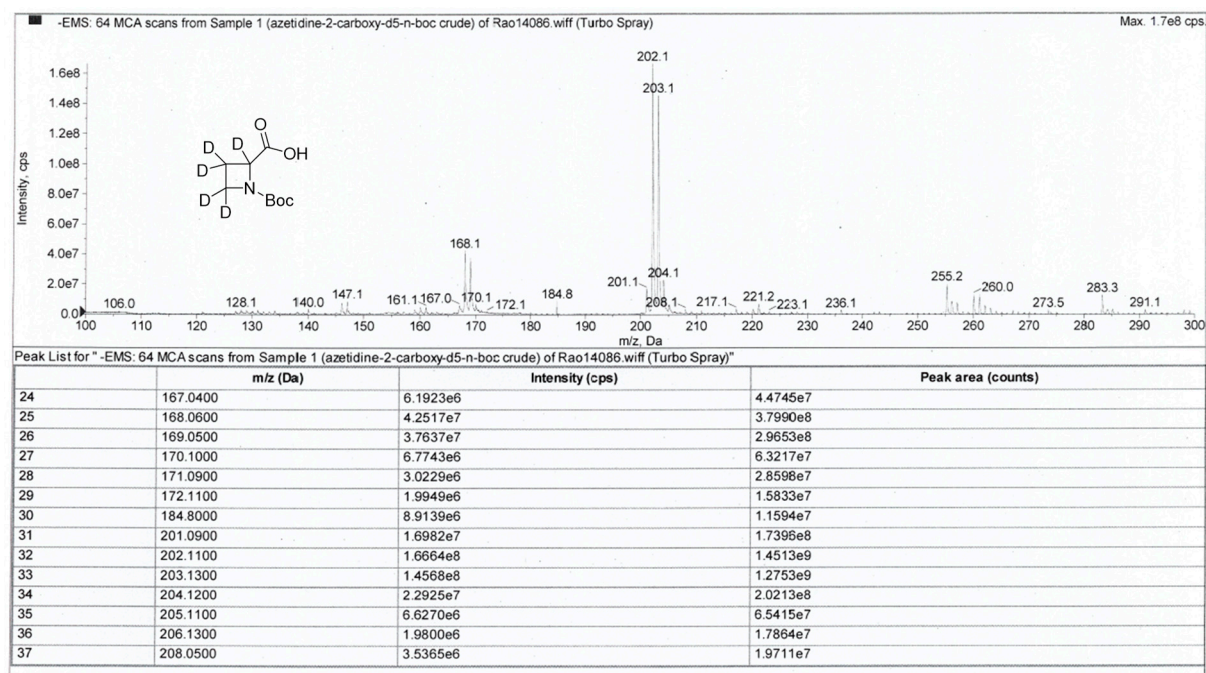 -EMS: 64 MCA scans from Sample 1 (azetidine-2-carboxy-d5-n-boc crude) of Rao14086.wiff (Turbo Spray) Max. 1.7e8 cps.
202.1
1.6e8
203.1
1.4e8
1.2e8
1.0e8
8.0e7
6.0e7
4.0e7
2.0e7
0.0
Intensity, cps
O
D
D
OH
D
D
N
Boc
D
168.1
201.1
204.1
255.2
260.0
283.3
106.0
128.1
140.0
147.1
161.1
167.0
170.1
172.1
184.8
208.1
217.1
221.2
223.1
236.1
273.5
291.1
100 110 120 130 140 150 160 170 180 190 200 210 220 230 240 250 260 270 280 290 300
m/z, Da
Peak List for " -EMS: 64 MCA scans from Sample 1 (azetidine-2-carboxy-d5-n-boc crude) of Rao14086.wiff (Turbo Spray)"
m/z (Da) Intensity (cps) Peak area (counts)
24 167.0400 6.1923e6 4.4745e7
25 168.0600 4.2517e7 3.7990e8
26 169.0500 3.7637e7 2.9653e8
27 170.1000 6.7743e6 6.3217e7
28 171.0900 3.0229e6 2.8598e7
29 172.1100 1.9949e6 1.5833e7
30 184.8000 8.9139e6 1.1594e7
31 201.0900 1.6982e7 1.7396e8
32 202.1100 1.6664e8 1.4513e9
33 203.1300 1.4568e8 1.2753e9
34 204.1200 2.2925e7 2.0213e8
35 205.1100 6.6270e6 6.5415e7
36 206.1300 1.9800e6 1.7864e7
37 208.0500 3.5365e6 1.9711e7